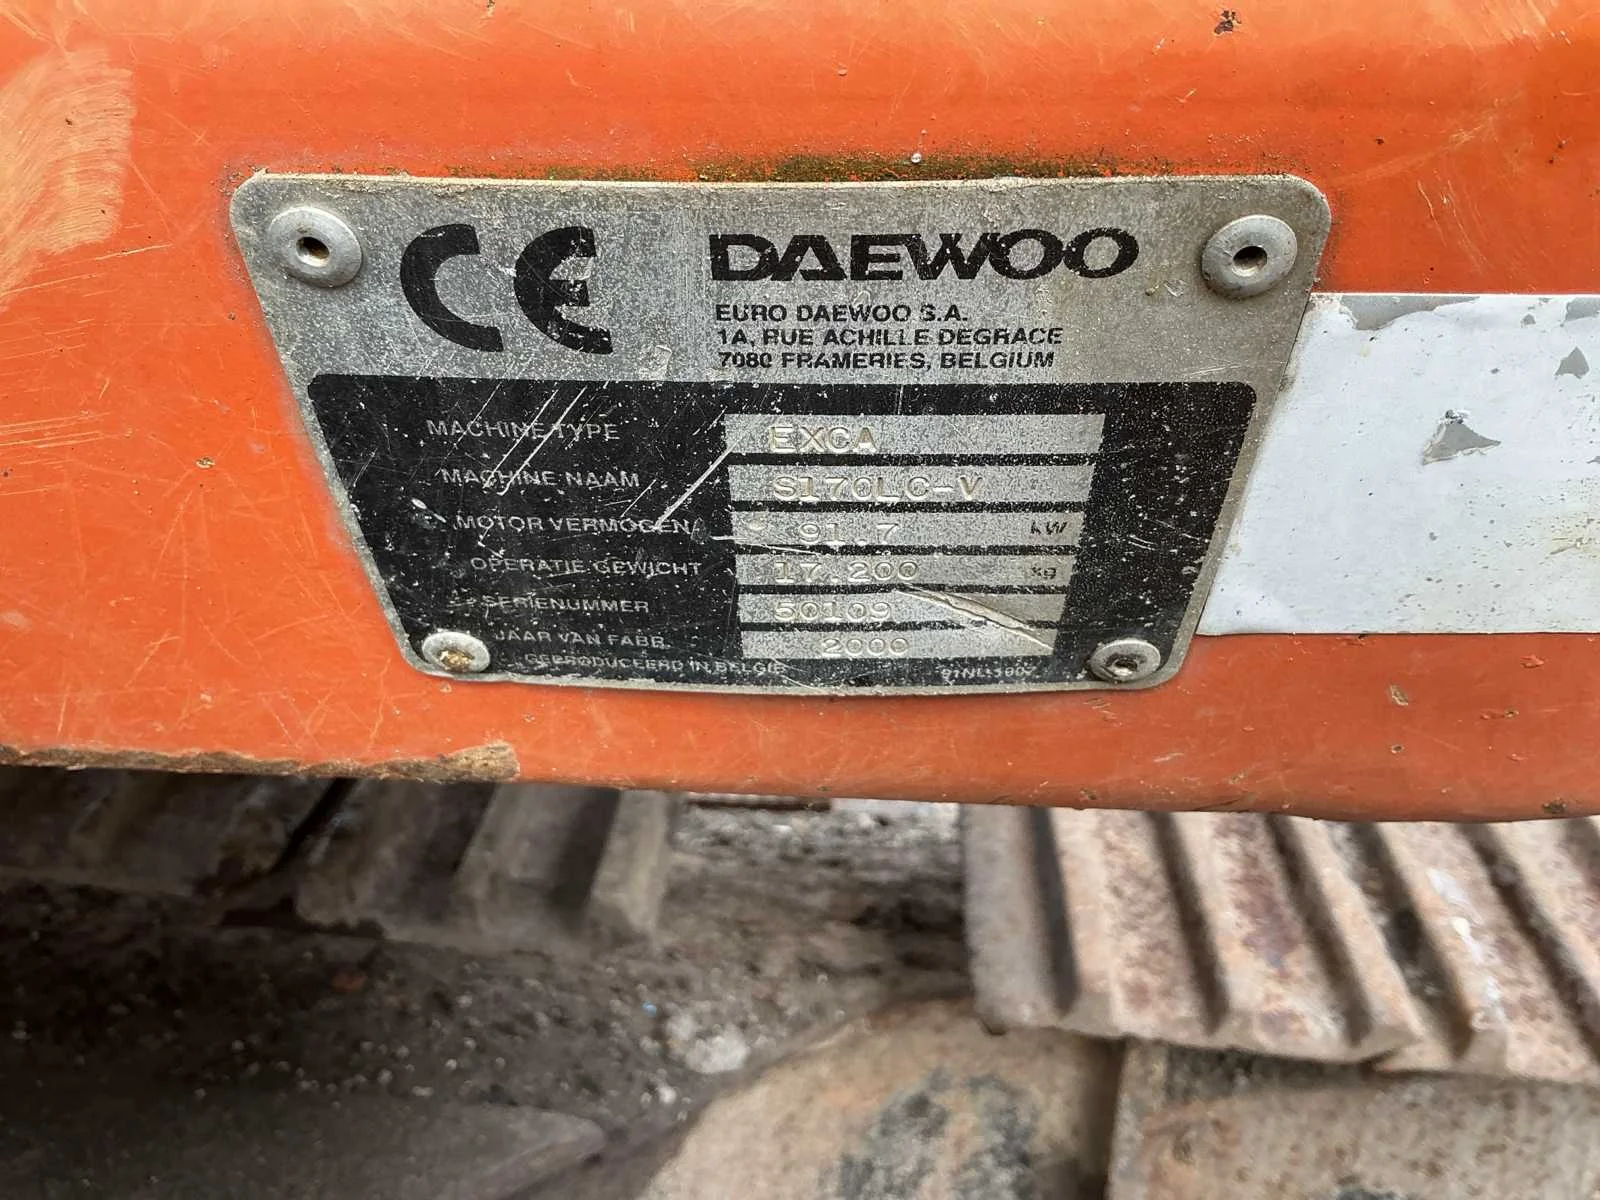 CE DAEWOO
EURO DAEWOO S.A.
1A, RUE ACHILLE DEGRACE
7080 FRAMERIES, BELGIUM
MACHINE TYPE EXCA
MACHINE NAAM S170LC-V
MOTOR VERMOGEN 91.7 kW
OPERATIE GEWICHT 17.200 kg
SERIENUMMER 50109
JAAR VAN FABR. 2000
GEPRODUCEERD IN BELGIE